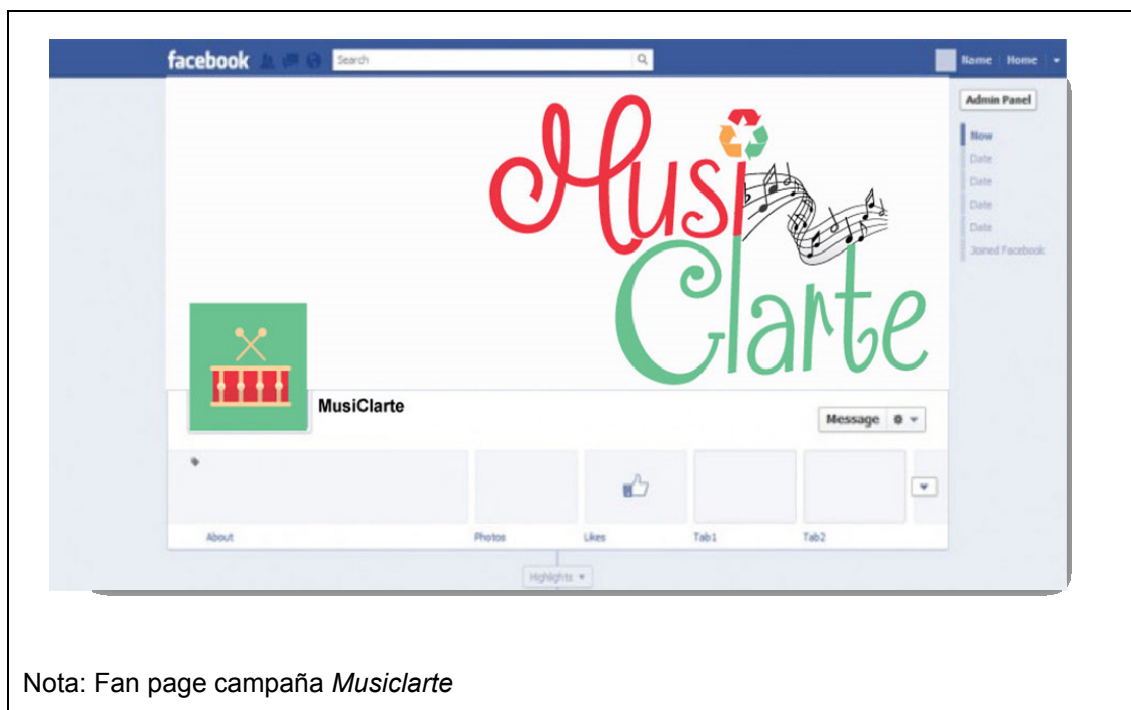 facebook Search Name Home
Admin Panel
Now
Date
Date
Date
Date
Joined Facebook
Musi
Clarte
MusiClarte
Message
About Photos Likes Tab1 Tab2
Highlights
Nota: Fan page campaña Musiclarte